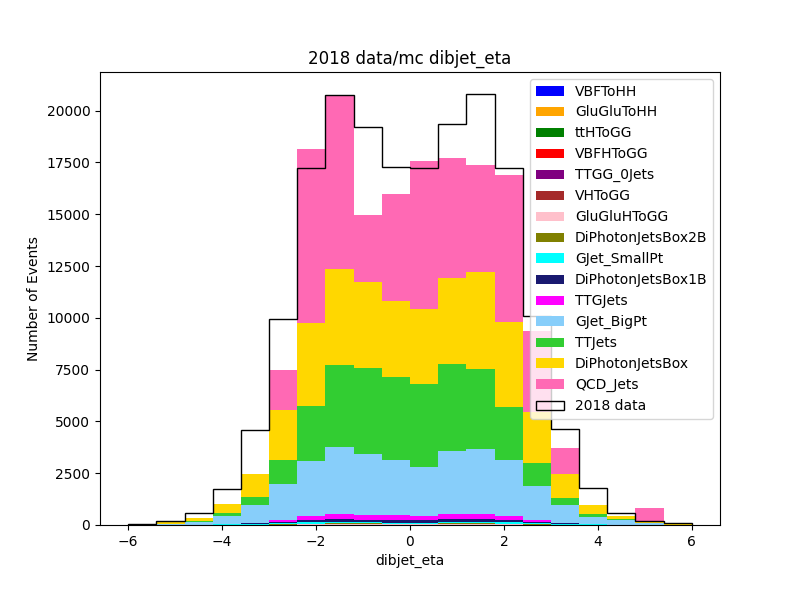 2018 data/mc dibjet_eta
Number of Events
20000
17500
15000
12500
10000
7500
5000
2500
0
−6
−4
−2
0
2
4
6
dibjet_eta
VBFToHH
GluGluToHH
ttHToGG
VBFHToGG
TTGG_0Jets
VHToGG
GluGluHToGG
DiPhotonJetsBox2B
GJet_SmallPt
DiPhotonJetsBox1B
TTGJets
GJet_BigPt
TTJets
DiPhotonJetsBox
QCD_Jets
2018 data